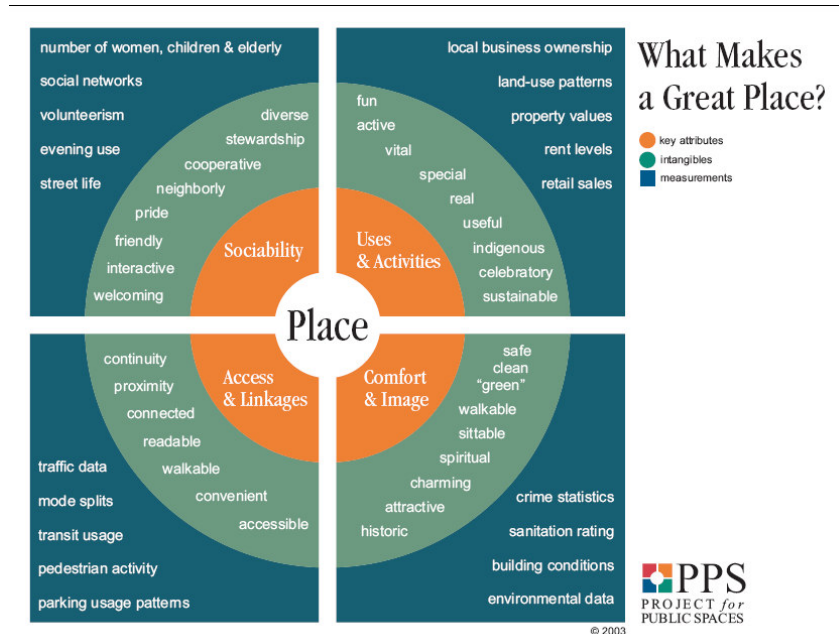 What Makes
a Great Place?
key attributes
intangibles
measurements
number of women, children & elderly
social networks
volunteerism
evening use
street life
diverse
stewardship
cooperative
neighborly
pride
friendly
interactive
welcoming
Sociability
local business ownership
land-use patterns
property values
rent levels
retail sales
fun
active
vital
special
real
useful
indigenous
celebratory
sustainable
Uses
& Activities
Place
Access
& Linkages
continuity
proximity
connected
readable
walkable
convenient
accessible
traffic data
mode splits
transit usage
pedestrian activity
parking usage patterns
Comfort
& Image
safe
clean
"green"
walkable
sittable
spiritual
charming
attractive
historic
crime statistics
sanitation rating
building conditions
environmental data
PPS
PROJECT for
PUBLIC SPACES
© 2003